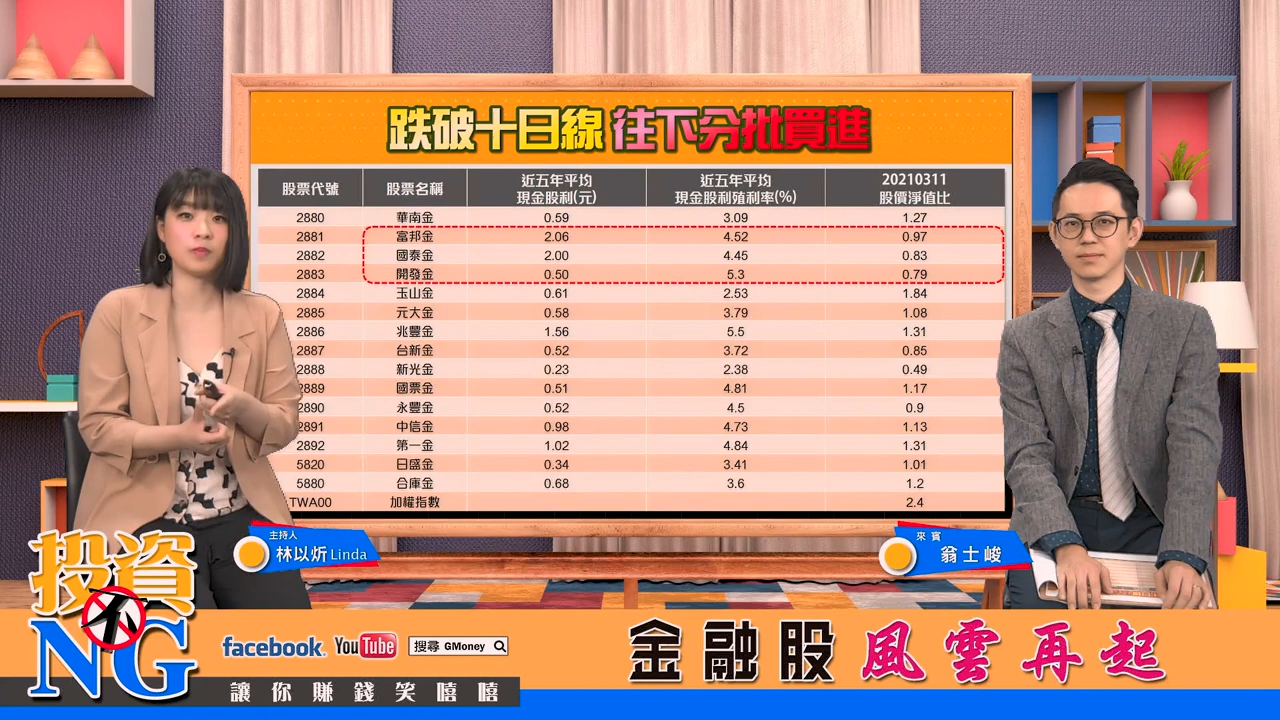 跌破十日線 往下分批買進
股票代號 股票名稱 近五年平均現金股利(元) 近五年平均現金股利殖利率(%) 20210311股價淨值比
2880 華南金 0.59 3.09 1.27
2881 富邦金 2.06 4.52 0.97
2882 國泰金 2.00 4.45 0.83
2883 開發金 0.50 5.3 0.79
2884 玉山金 0.61 2.53 1.84
2885 元大金 0.58 3.79 1.08
2886 兆豐金 1.56 5.5 1.31
2887 台新金 0.52 3.72 0.85
2888 新光金 0.23 2.38 0.49
2889 國票金 0.51 4.81 1.17
2890 永豐金 0.52 4.5 0.9
2891 中信金 0.98 4.73 1.13
2892 第一金 1.02 4.84 1.31
5820 日盛金 0.34 3.41 1.01
5880 合庫金 0.68 3.6 1.2
TWA00 加權指數 2.4
主持人
林以炘 Linda
來賓
翁士峻
投資
不
NG
facebook. YouTube 搜尋 GMoney
金融股 風雲再起
讓你賺錢笑嘻嘻